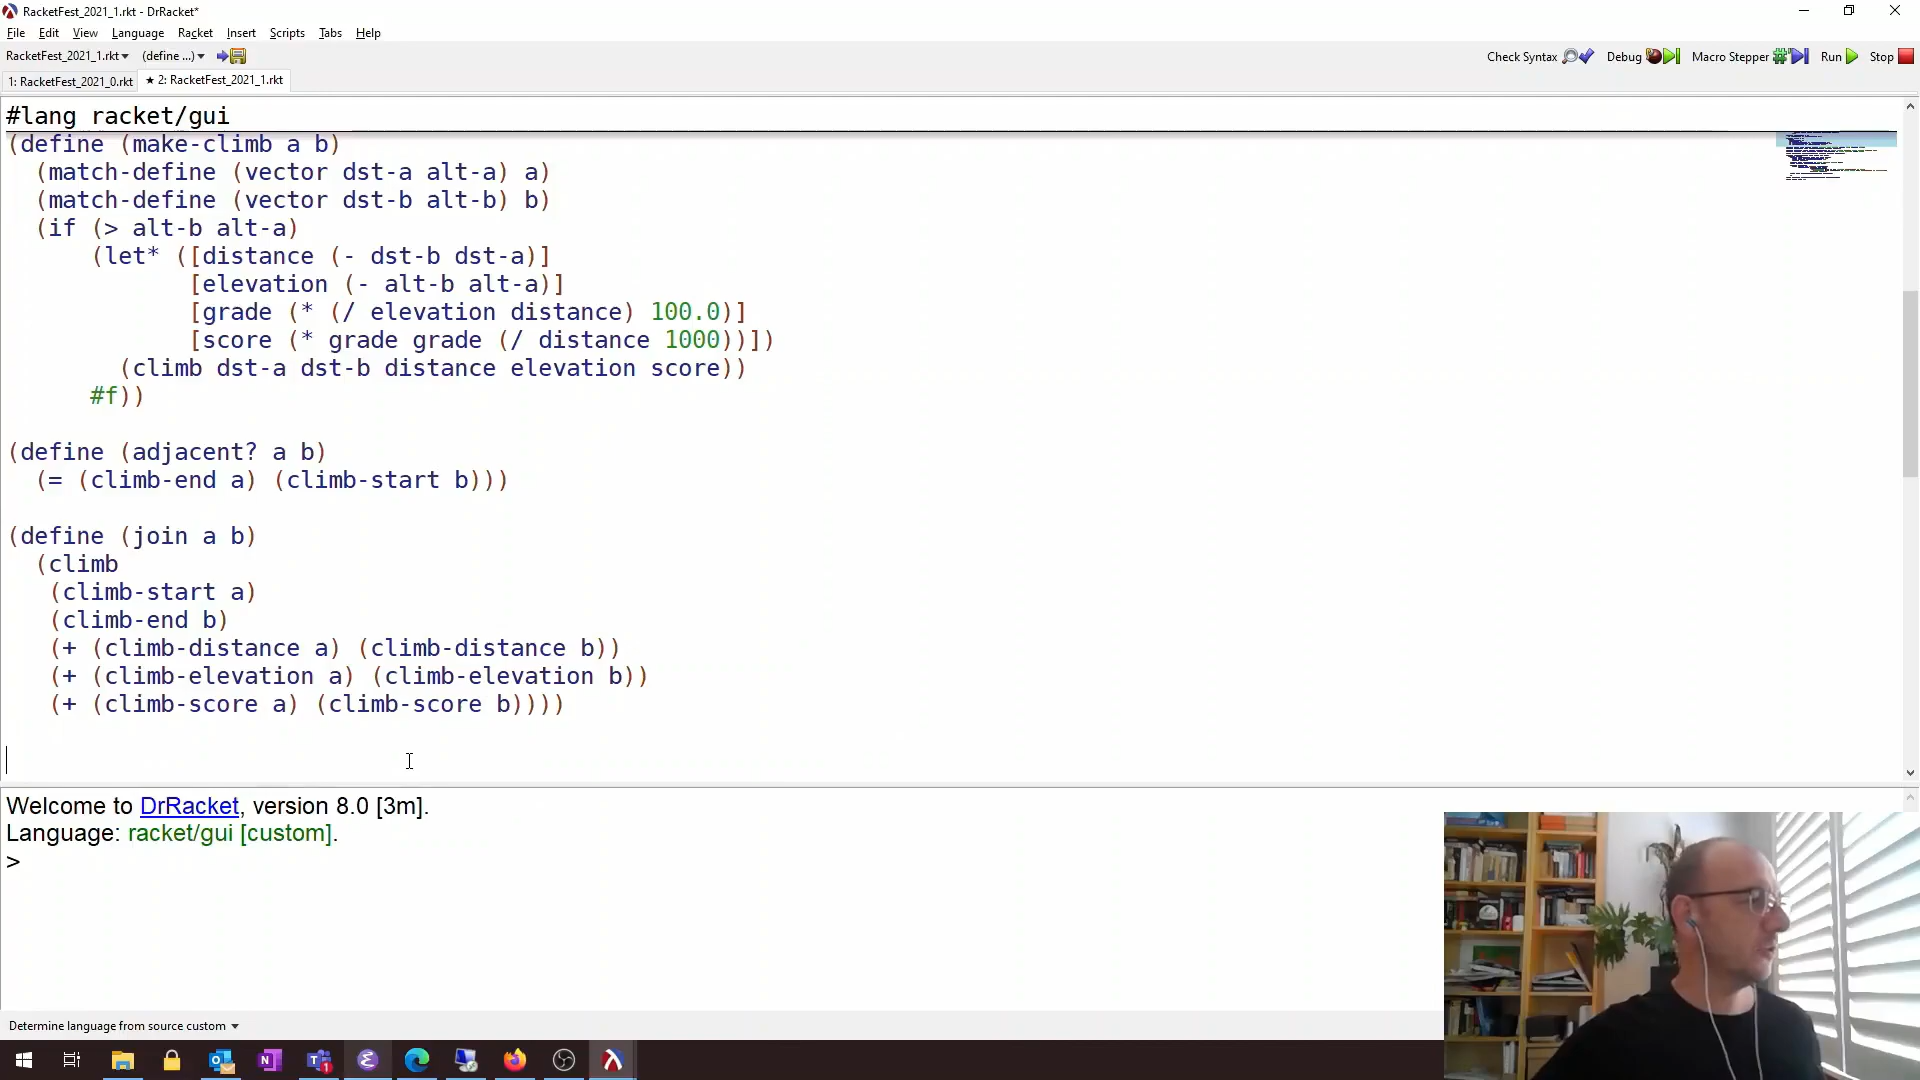 RacketFest_2021_1.rkt - DrRacket*
File Edit View Language Racket Insert Scripts Tabs Help
RacketFest_2021_1.rkt▾ (define ...)▾ Check Syntax Debug Macro Stepper Run Stop
1: RacketFest_2021_0.rkt ★ 2: RacketFest_2021_1.rkt
#lang racket/gui
(define (make-climb a b)
  (match-define (vector dst-a alt-a) a)
  (match-define (vector dst-b alt-b) b)
  (if (> alt-b alt-a)
      (let* ([distance (- dst-b dst-a)]
             [elevation (- alt-b alt-a)]
             [grade (* (/ elevation distance) 100.0)]
             [score (* grade grade (/ distance 1000))])
        (climb dst-a dst-b distance elevation score))
      #f))
(define (adjacent? a b)
  (= (climb-end a) (climb-start b)))
(define (join a b)
  (climb
   (climb-start a)
   (climb-end b)
   (+ (climb-distance a) (climb-distance b))
   (+ (climb-elevation a) (climb-elevation b))
   (+ (climb-score a) (climb-score b))))
Welcome to DrRacket, version 8.0 [3m].
Language: racket/gui [custom].
>
Determine language from source custom ▾